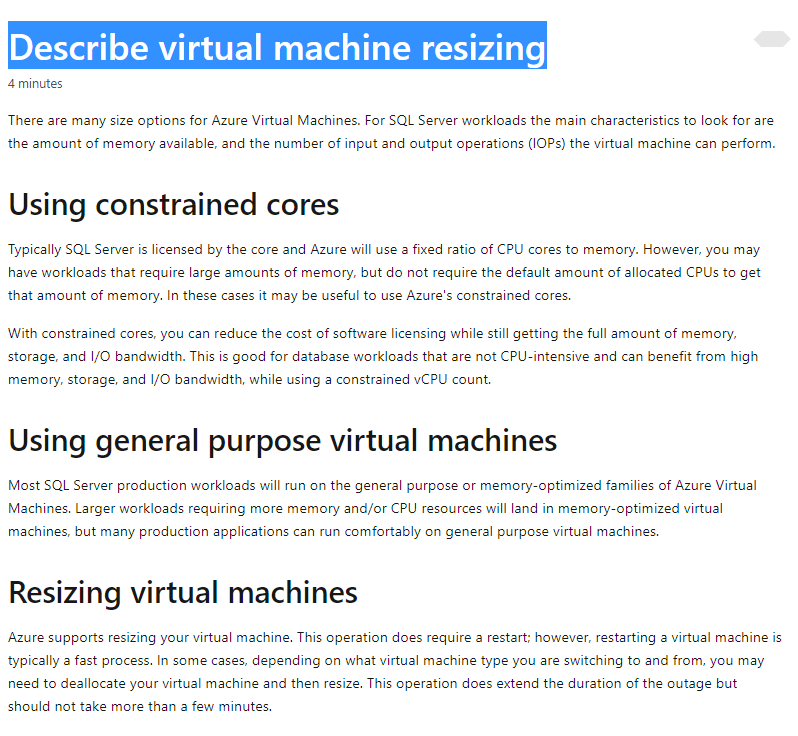 Describe virtual machine resizing
4 minutes
There are many size options for Azure Virtual Machines. For SQL Server workloads the main characteristics to look for are
the amount of memory available, and the number of input and output operations (IOPs) the virtual machine can perform.
Using constrained cores
Typically SQL Server is licensed by the core and Azure will use a fixed ratio of CPU cores to memory. However, you may
have workloads that require large amounts of memory, but do not require the default amount of allocated CPUs to get
that amount of memory. In these cases it may be useful to use Azure's constrained cores.
With constrained cores, you can reduce the cost of software licensing while still getting the full amount of memory,
storage, and I/O bandwidth. This is good for database workloads that are not CPU-intensive and can benefit from high
memory, storage, and I/O bandwidth, while using a constrained vCPU count.
Using general purpose virtual machines
Most SQL Server production workloads will run on the general purpose or memory-optimized families of Azure Virtual
Machines. Larger workloads requiring more memory and/or CPU resources will land in memory-optimized virtual
machines, but many production applications can run comfortably on general purpose virtual machines.
Resizing virtual machines
Azure supports resizing your virtual machine. This operation does require a restart; however, restarting a virtual machine is
typically a fast process. In some cases, depending on what virtual machine type you are switching to and from, you may
need to deallocate your virtual machine and then resize. This operation does extend the duration of the outage but
should not take more than a few minutes.